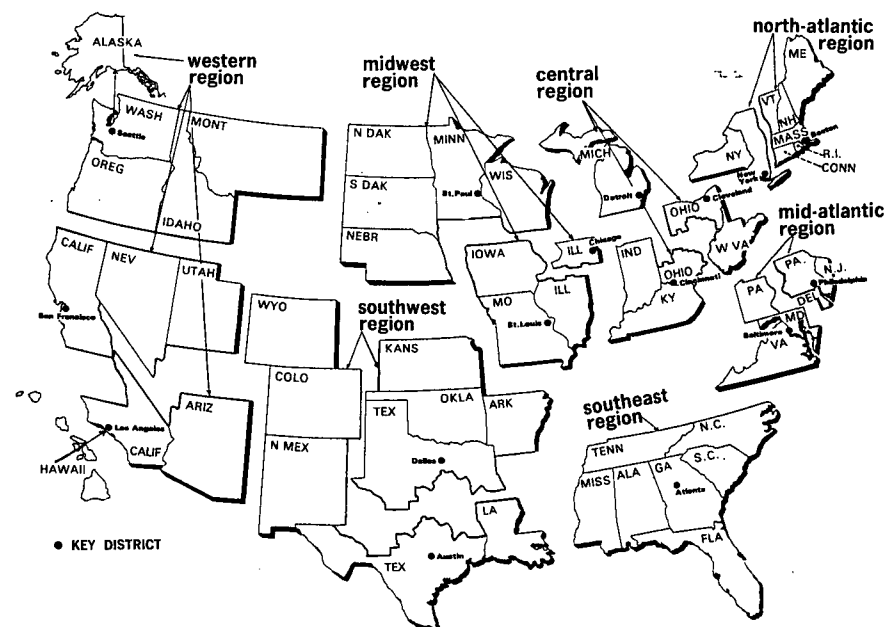 ALASKA
western
region
midwest
region
central
region
north-atlantic
region
WASH
Seattle
MONT
OREG
IDAHO
N DAK
MINN
S DAK
WIS
St.Paul
NEBR
MICH
Detroit
ME
VT
NH
MASS
Boston
R.I.
CONN
NY
New
York
OHIO
Cleveland
W VA
mid-atlantic
region
PA.
N.J.
PA
Philadelphia
DEL
MD
Baltimore
VA
CALIF
NEV
UTAH
San Francisco
IOWA
ILL
Chicago
IND
OHIO
Cincinnati
KY
MO
ILL
St.Louis
WYO
southwest
region
COLO
KANS
TEX
OKLA
ARK
N MEX
Dallas
ARIZ
Los Angeles
CALIF
HAWAII
southeast
region
N.C.
TENN
S.C.
MISS
ALA
GA
Atlanta
FLA
LA
TEX
Austin
● KEY DISTRICT